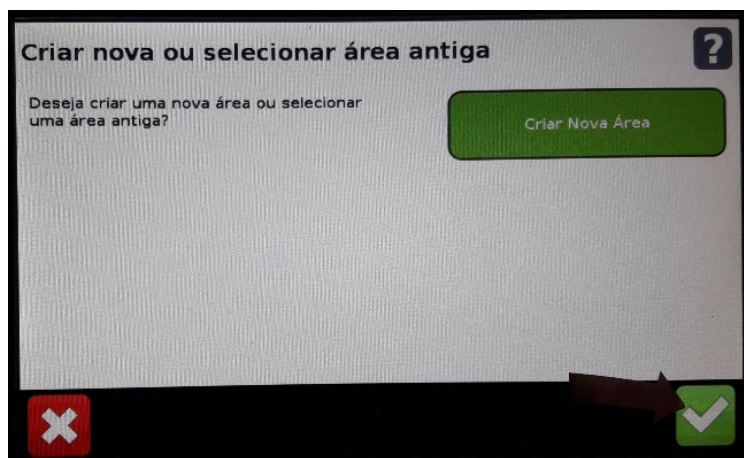 Criar nova ou selecionar área antiga
?
Deseja criar uma nova área ou selecionar
uma área antiga?
Criar Nova Área